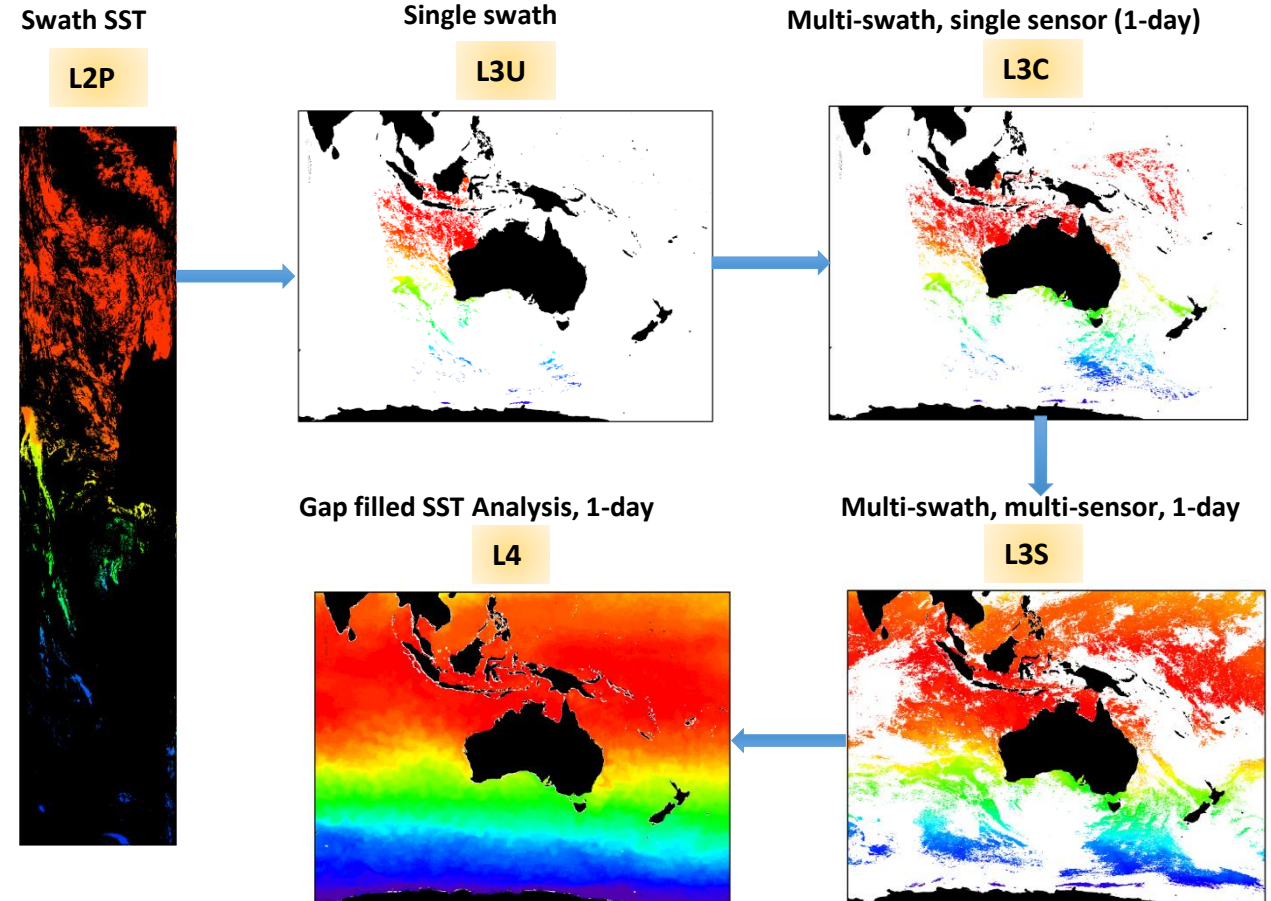 Swath SST
L2P
Single swath
L3U
Multi-swath, single sensor (1-day)
L3C
Gap filled SST Analysis, 1-day
L4
Multi-swath, multi-sensor, 1-day
L3S